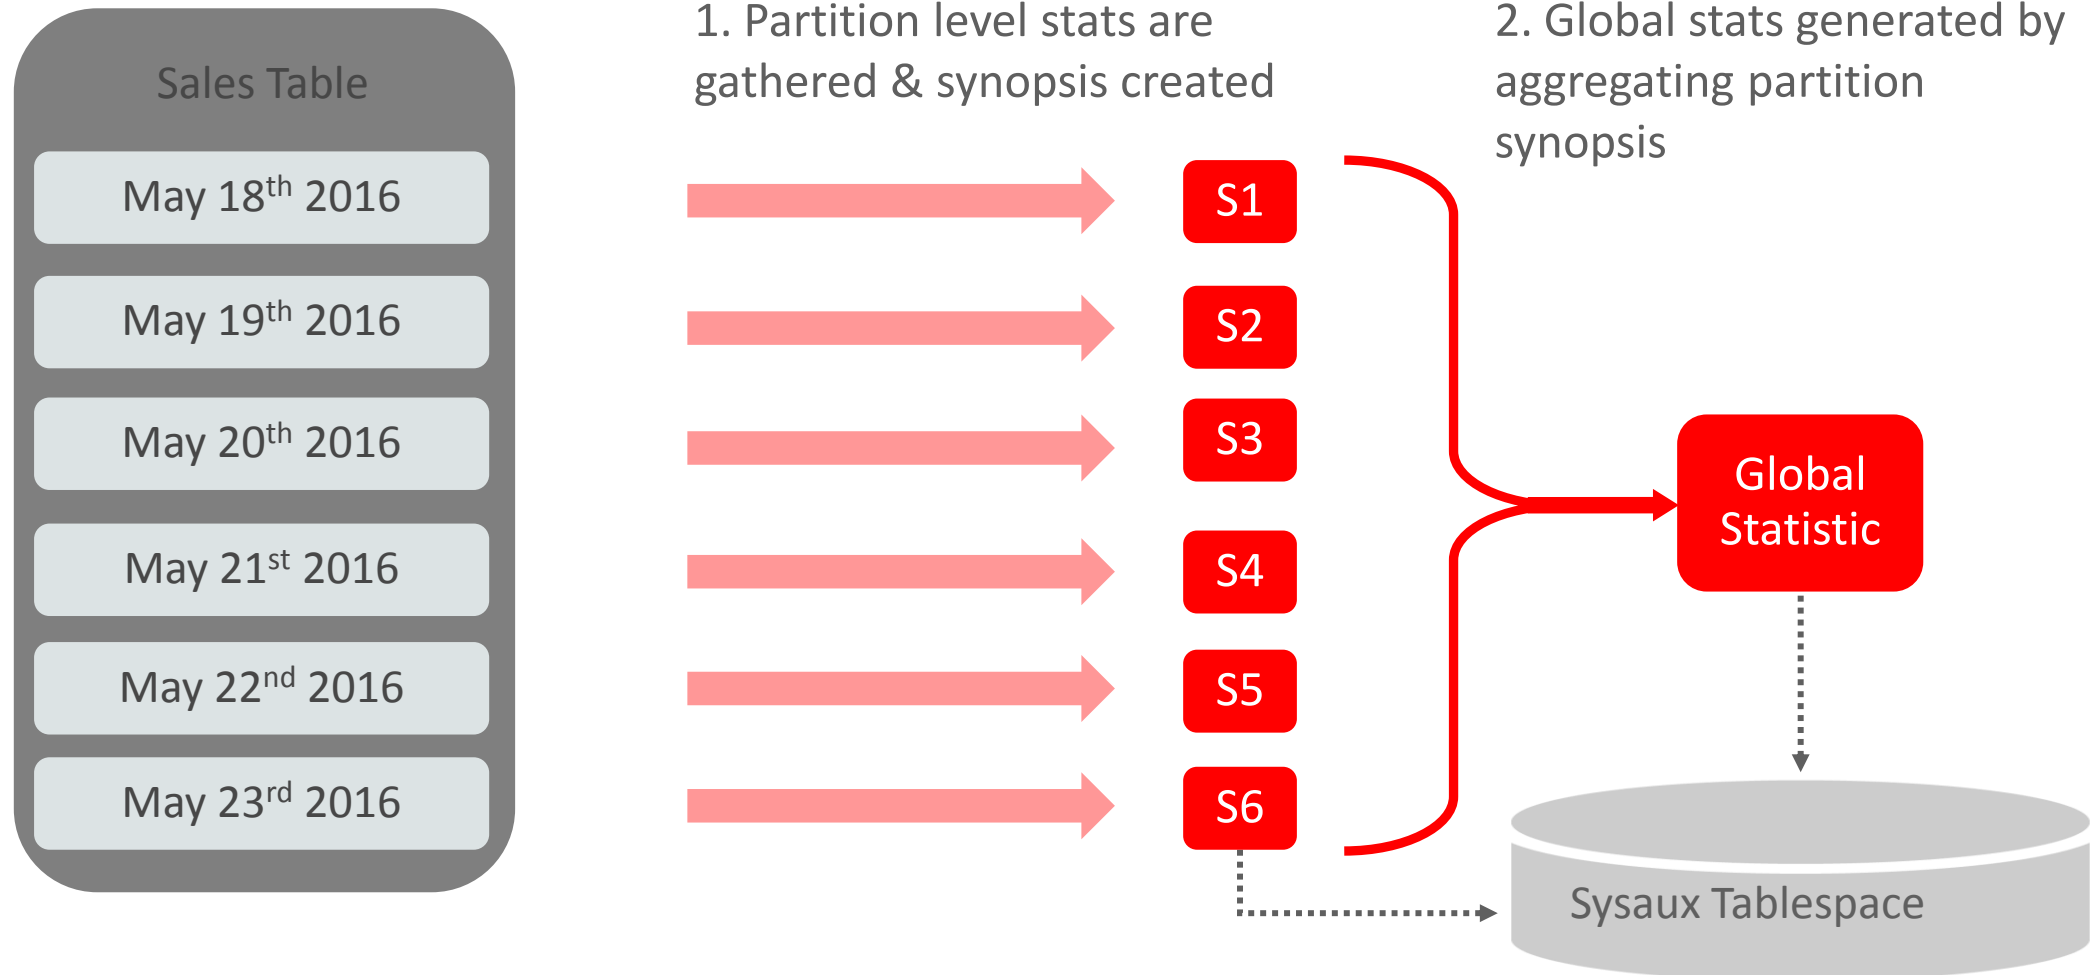 Sales Table
May 18th 2016
May 19th 2016
May 20th 2016
May 21st 2016
May 22nd 2016
May 23rd 2016
1. Partition level stats are
gathered & synopsis created
S1
S2
S3
S4
S5
S6
2. Global stats generated by
aggregating partition
synopsis
Global
Statistic
Sysaux Tablespace